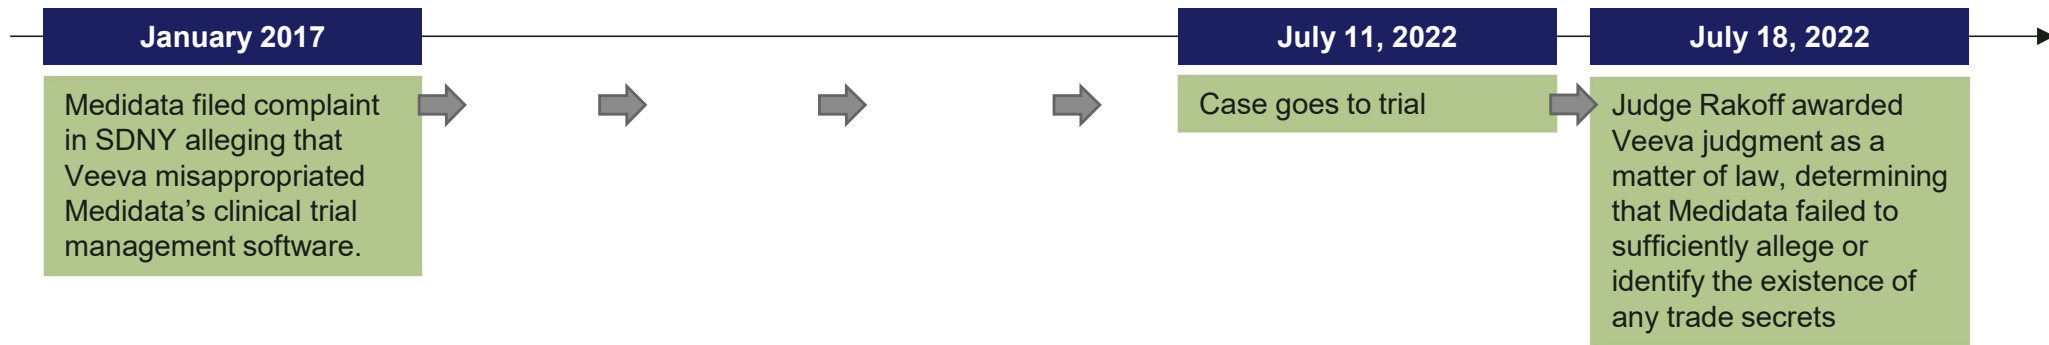 January 2017
Medidata filed complaint
in SDNY alleging that
Veeva misappropriated
Medidata’s clinical trial
management software.
July 11, 2022
Case goes to trial
July 18, 2022
Judge Rakoff awarded
Veeva judgment as a
matter of law, determining
that Medidata failed to
sufficiently allege or
identify the existence of
any trade secrets